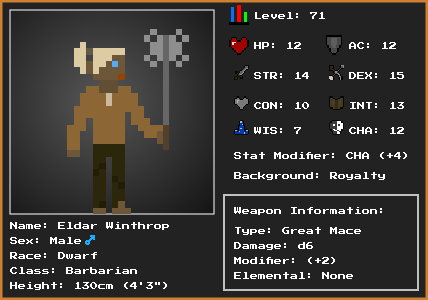 Level: 71
HP: 12
AC: 12
STR: 14
DEX: 15
CON: 10
INT: 13
WIS: 7
CHA: 12
Stat Modifier: CHA (+4)
Background: Royalty
Weapon Information:
Type: Great Mace
Damage: d6
Modifier: (+2)
Elemental: None
Name: Eldar Winthrop
Sex: Male♂
Race: Dwarf
Class: Barbarian
Height: 130cm (4'3")